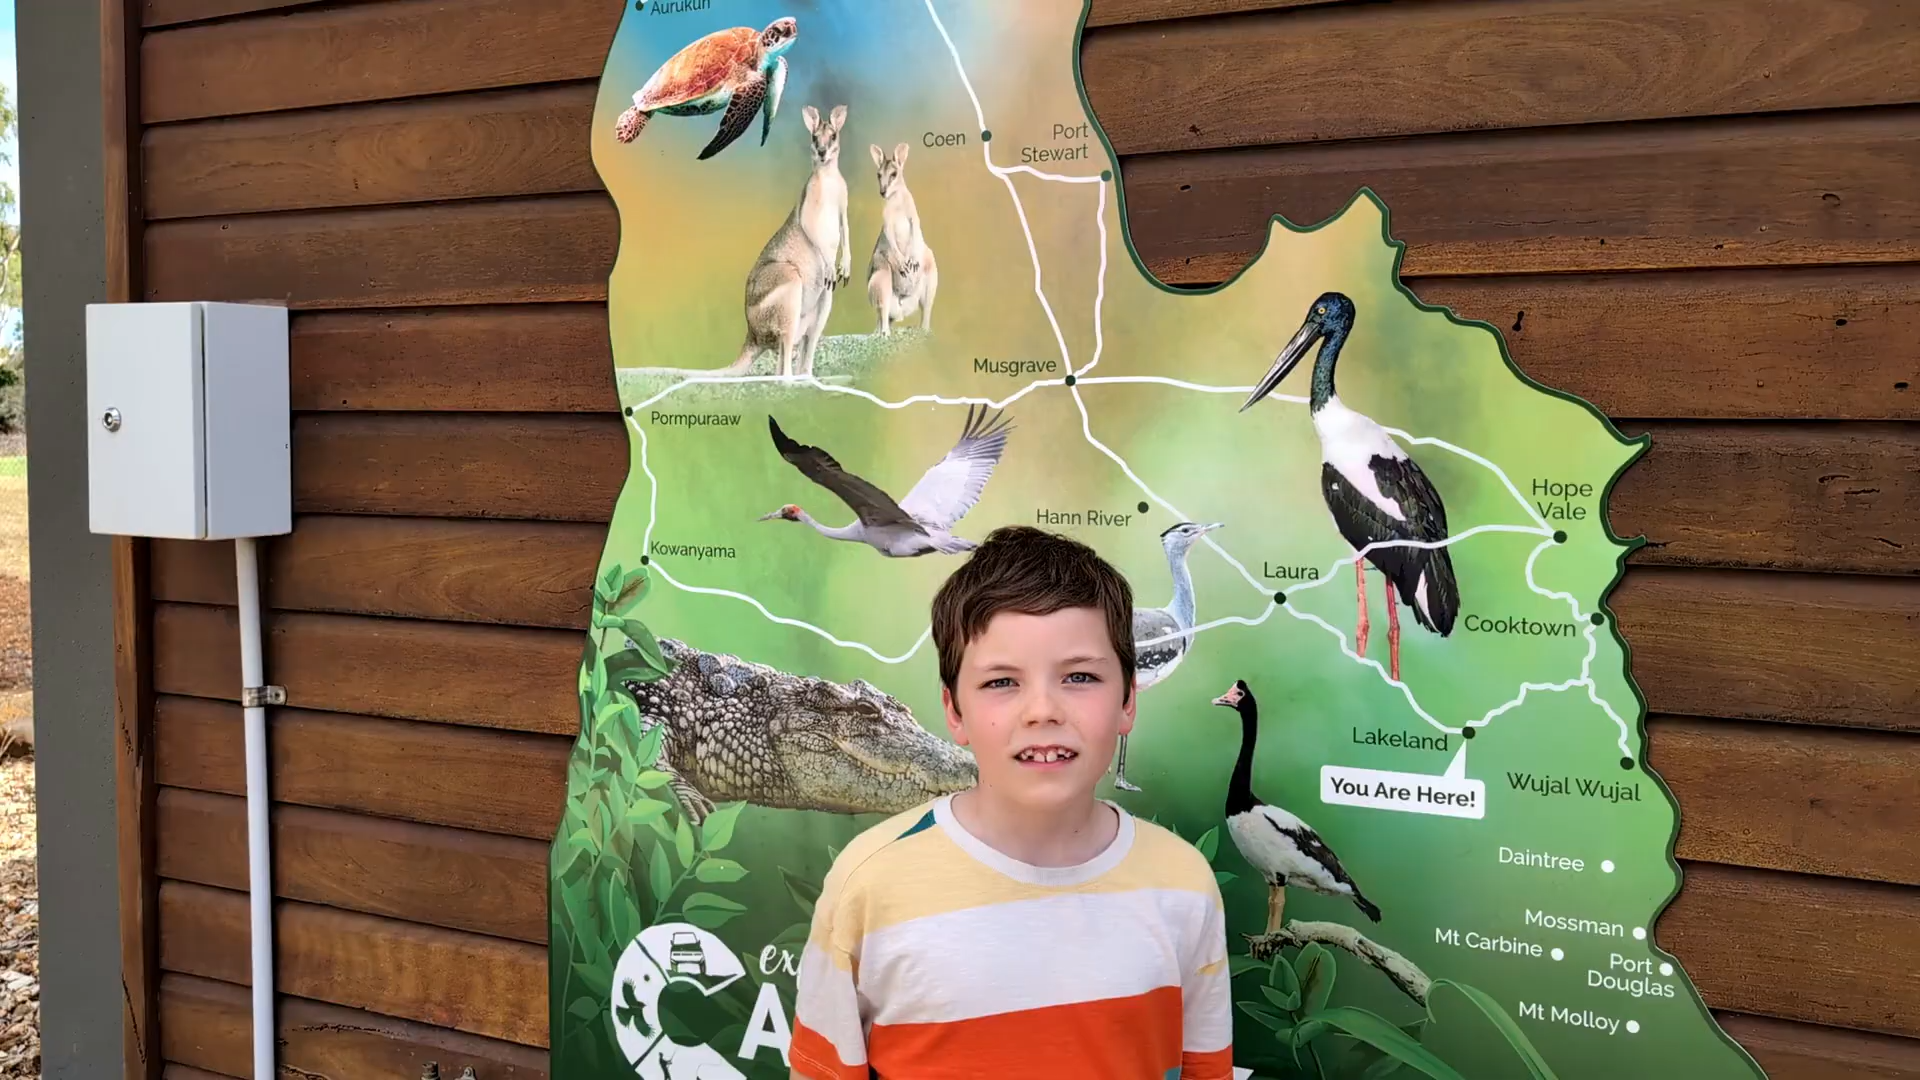 Aurukun
Coen
Port
Stewart
Musgrave
Pormpuraaw
Hope
Vale
Hann River
Kowanyama
Laura
Cooktown
Lakeland
You Are Here!
Wujal Wujal
Daintree
Mossman
Mt Carbine
Port
Douglas
Mt Molloy